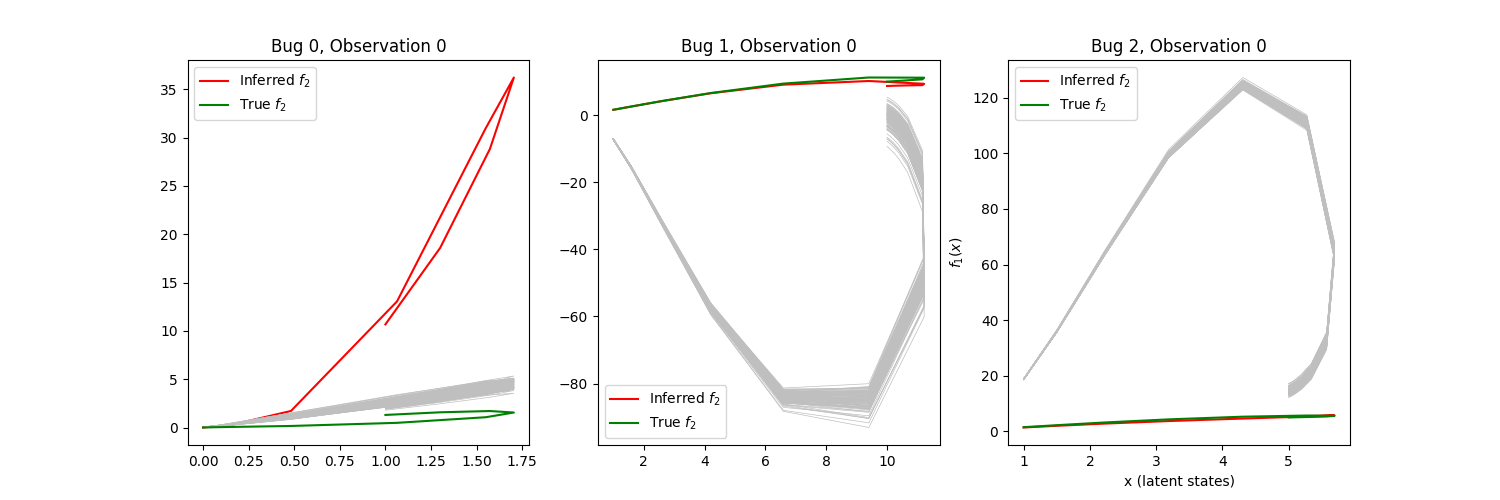 Bug 0, Observation 0
Inferred f₂
True f₂
35
30
25
20
15
10
5
0
0.00 0.25 0.50 0.75 1.00 1.25 1.50 1.75
Bug 1, Observation 0
0
−20
−40
−60
−80
Inferred f₂
True f₂
2 4 6 8 10
Bug 2, Observation 0
Inferred f₂
True f₂
f₁(x)
120
100
80
60
40
20
0
1 2 3 4 5
x (latent states)